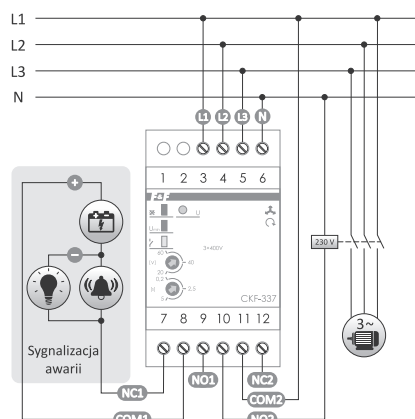 L1
L2
L3
N
L1 L2 L3 N
1 2 3 4 5 6
F&F
U
3×400V
60
[V] 40
20
0.2
[s] 2.5
5
CKF-337
7 8 9 10 11 12
230 V
3~
+
−
Sygnalizacja
awarii
NO1 NC2
NC1 COM2
COM1 NO2